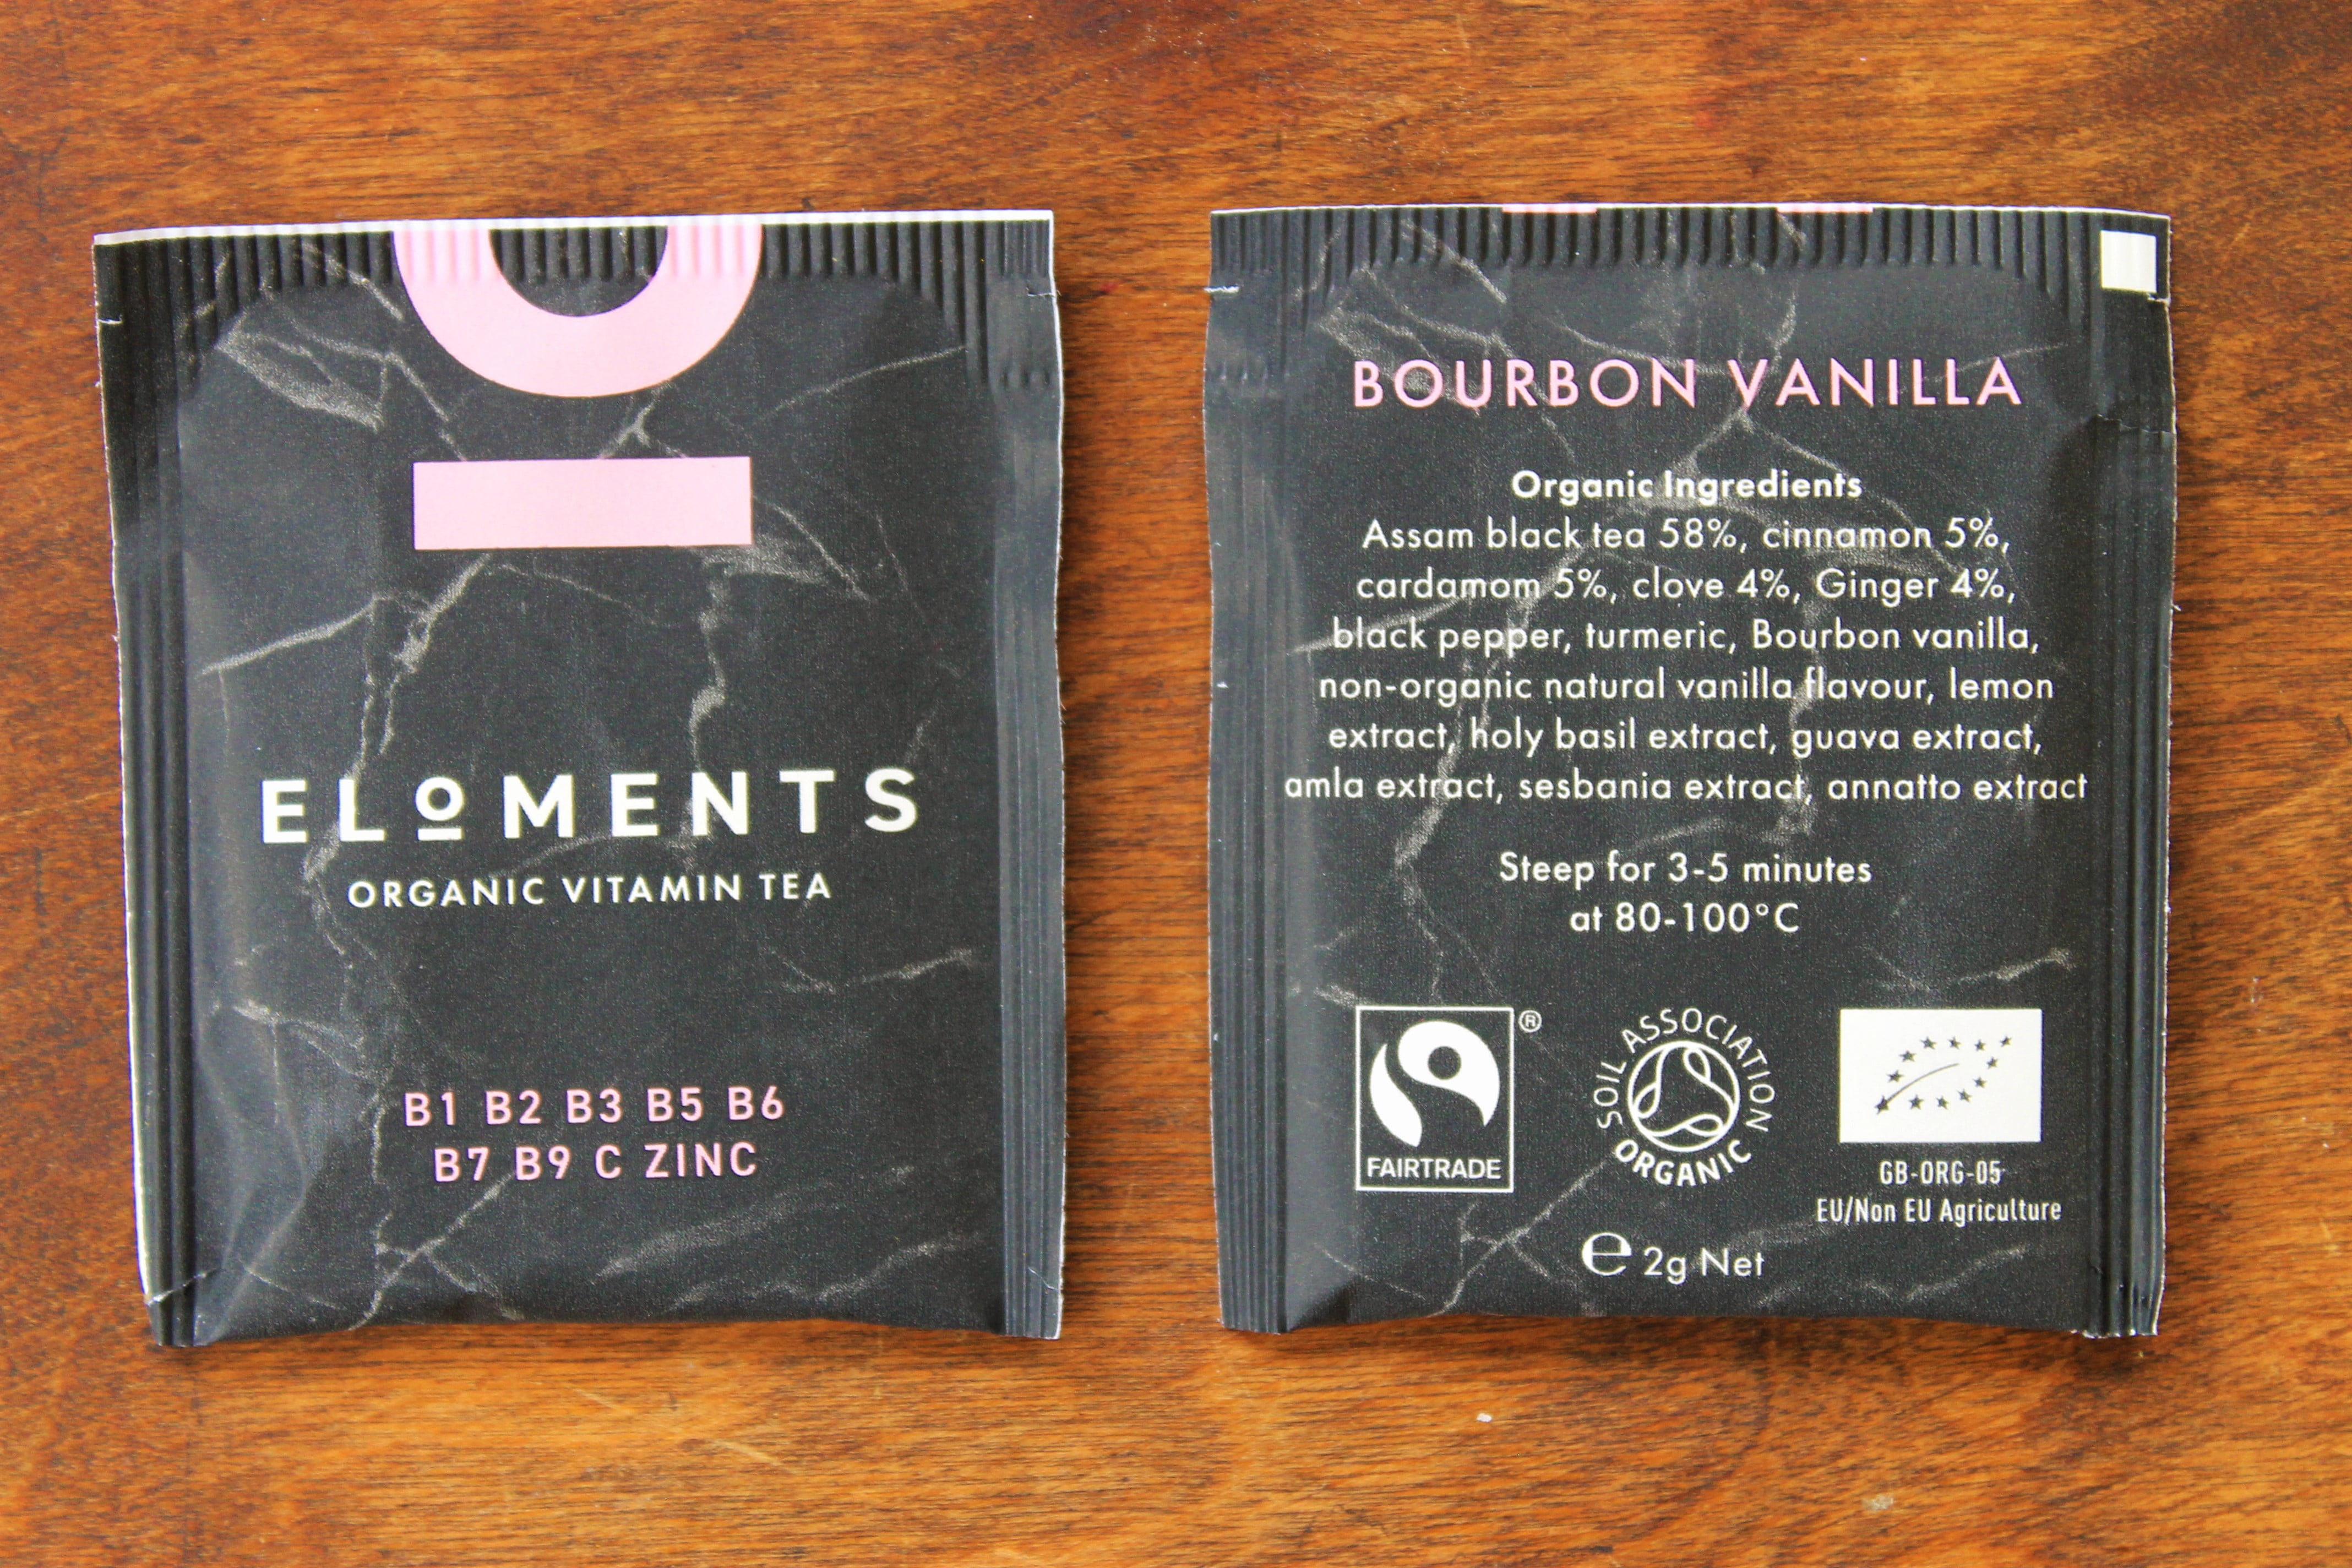 ELOMENTS
ORGANIC VITAMIN TEA
B1 B2 B3 B5 B6
B7 B9 C ZINC
BOURBON VANILLA
Organic Ingredients
Assam black tea 58%, cinnamon 5%,
cardamom 5%, clove 4%, Ginger 4%,
black pepper, turmeric, Bourbon vanilla,
non-organic natural vanilla flavour, lemon
extract, holy basil extract, guava extract,
amla extract, sesbania extract, annatto extract
Steep for 3-5 minutes
at 80-100°C
®
FAIRTRADE
SOIL ASSOCIATION
ORGANIC
GB-ORG-05
EU/Non EU Agriculture
℮ 2g Net